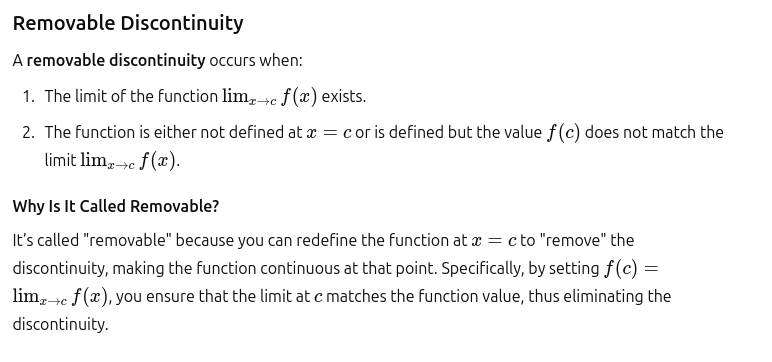 Removable Discontinuity
A removable discontinuity occurs when:
1. The limit of the function lim_{x→c} f(x) exists.
2. The function is either not defined at x = c or is defined but the value f(c) does not match the
limit lim_{x→c} f(x).
Why Is It Called Removable?
It’s called "removable" because you can redefine the function at x = c to "remove" the
discontinuity, making the function continuous at that point. Specifically, by setting f(c) =
lim_{x→c} f(x), you ensure that the limit at c matches the function value, thus eliminating the
discontinuity.